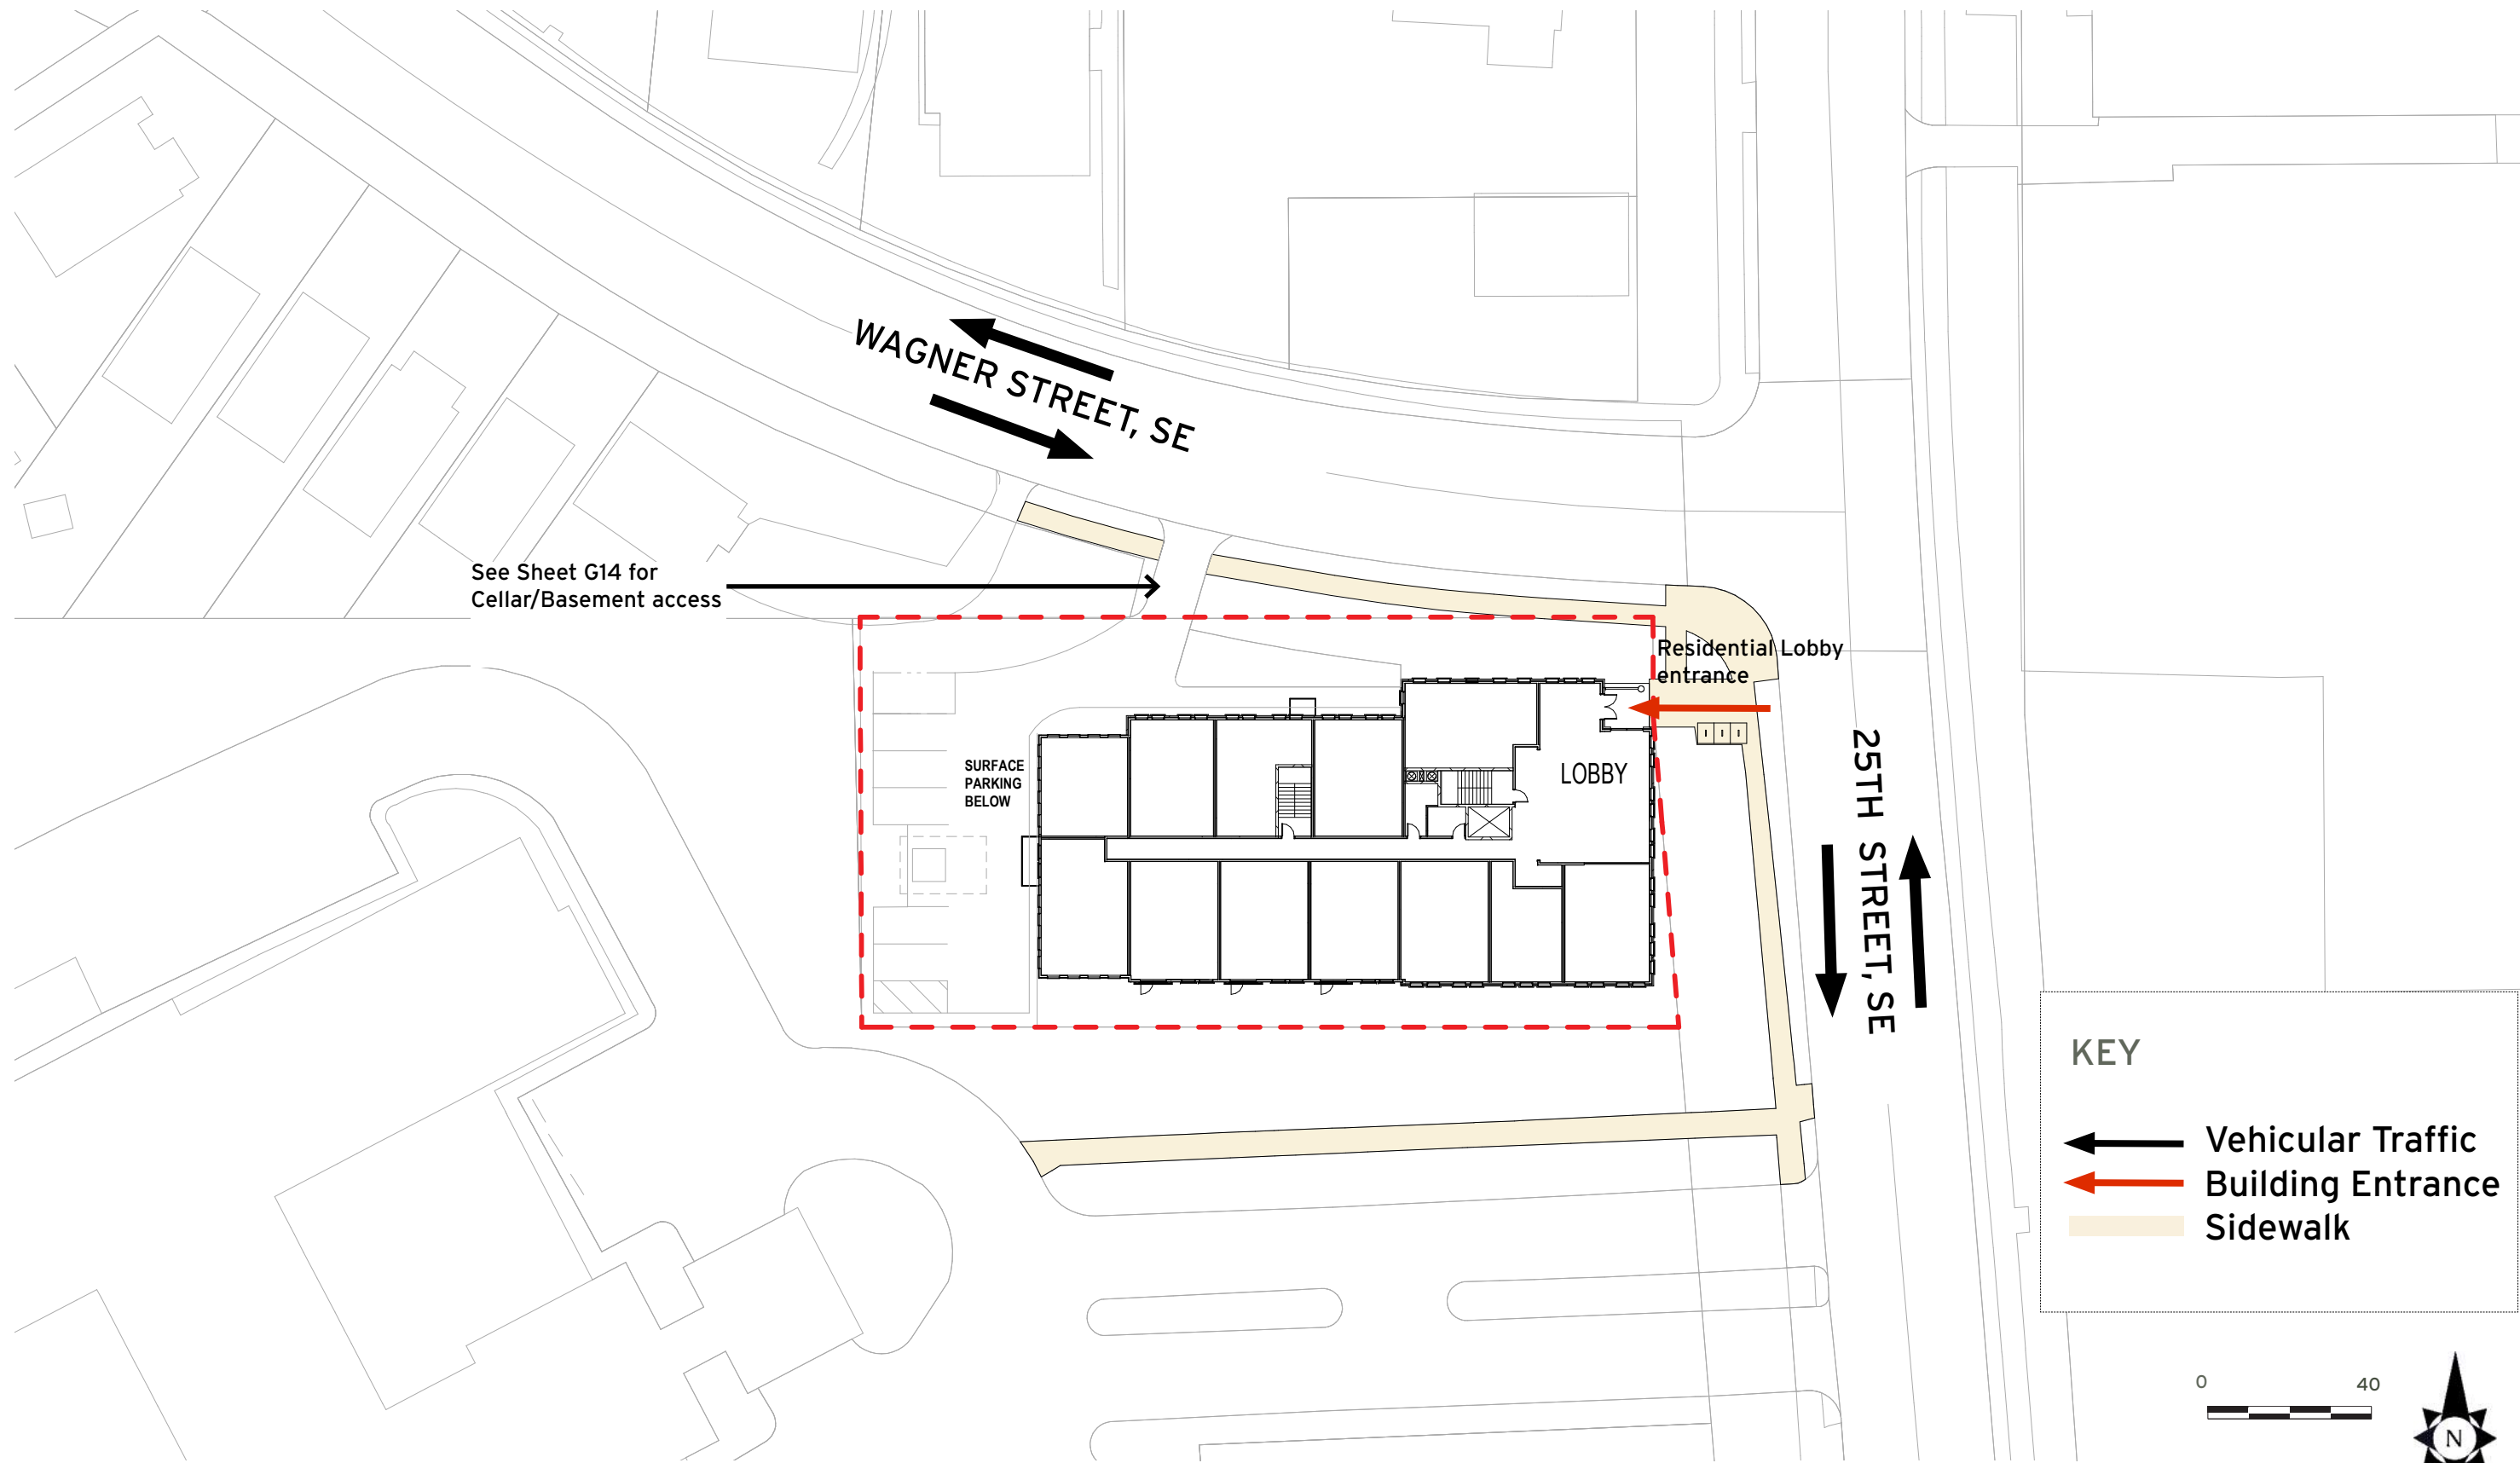 WAGNER STREET, SE
See Sheet G14 for
Cellar/Basement access
Residential Lobby
entrance
SURFACE
PARKING
BELOW
LOBBY
25TH STREET, SE
KEY
Vehicular Traffic
Building Entrance
Sidewalk
0 40
N